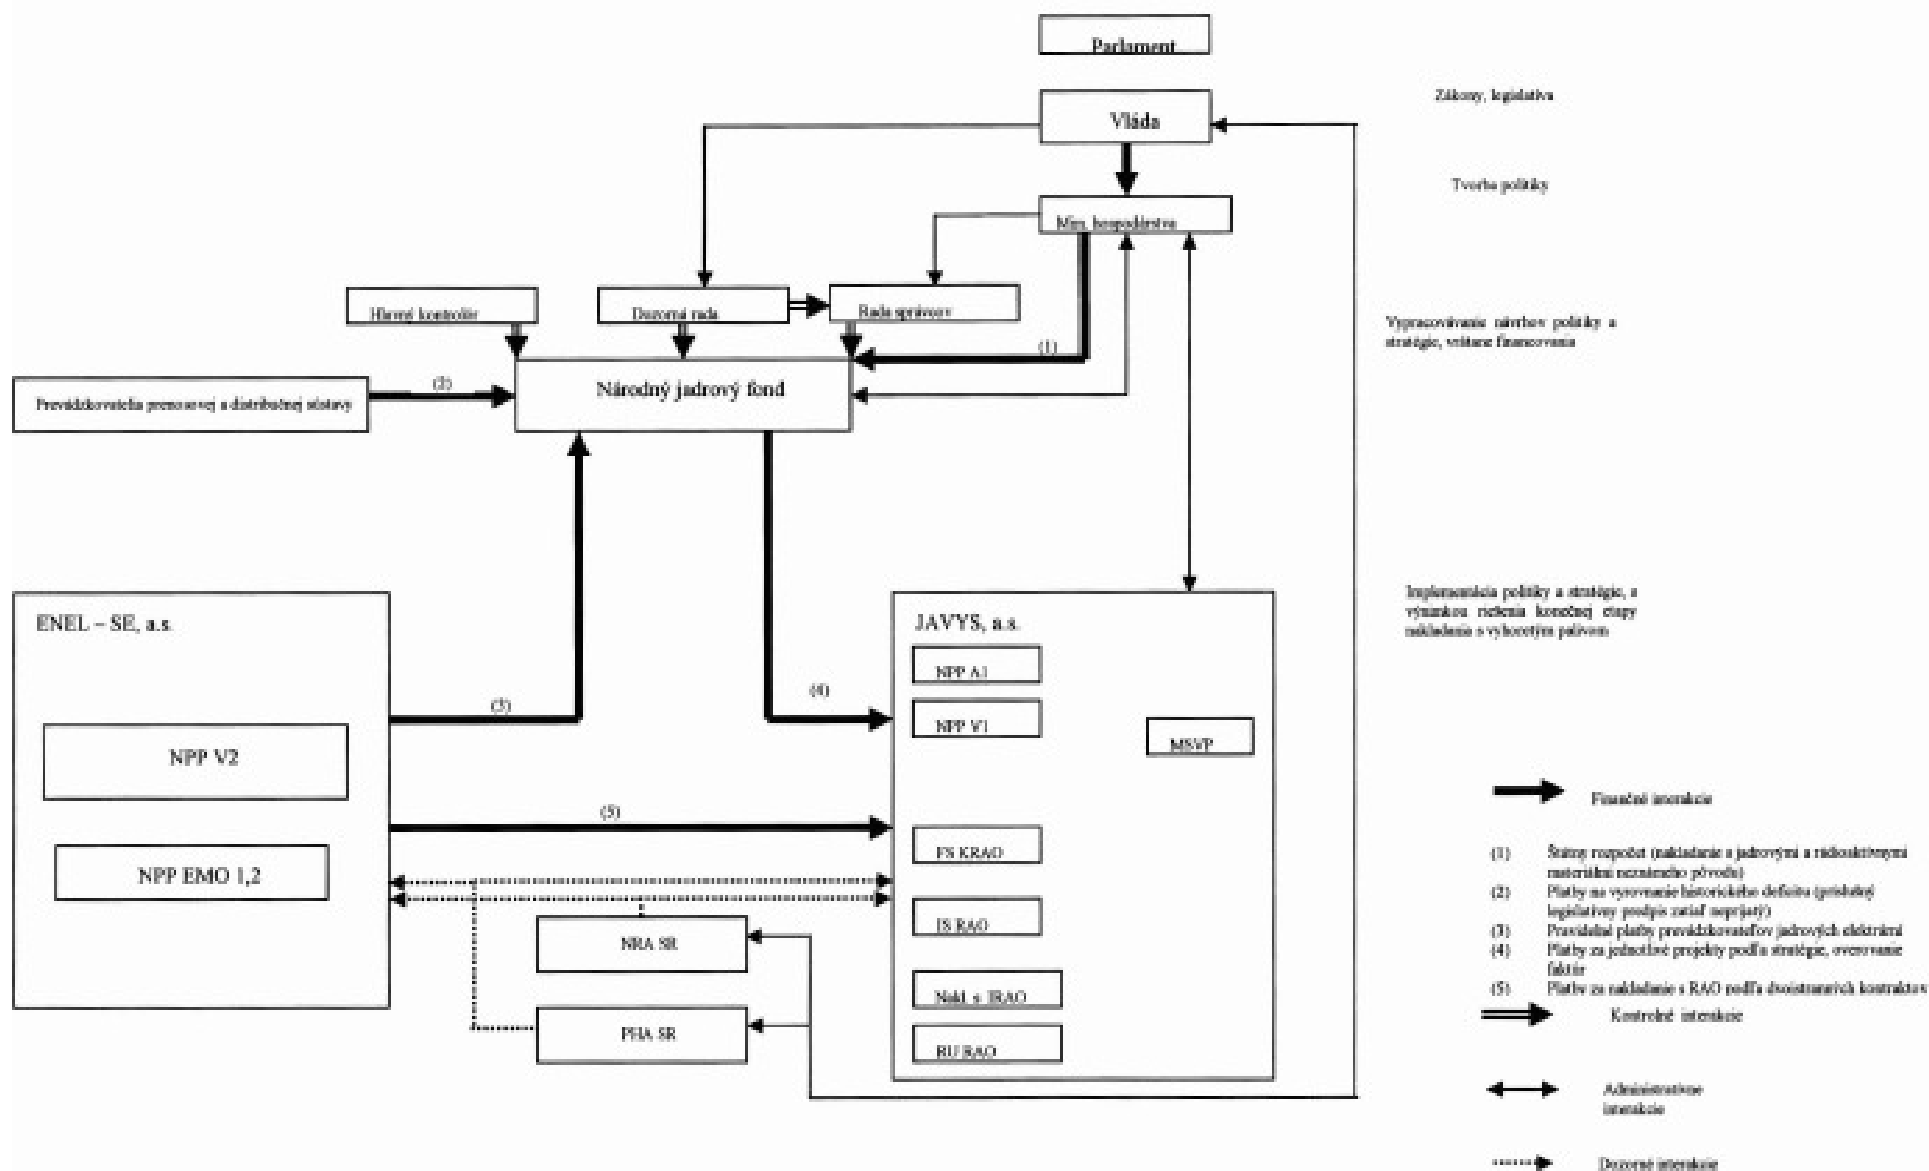 Parlament
Zákony, legislatíva
Vláda
Tvorba politiky
Min. hospodárstva
Hlavný kontrolór
Dozorná rada
Rada správcov
Vypracovávanie návrhov politiky a
stratégie, vrátane financovania
(1)
(2)
Národný jadrový fond
Prevádzkovatelia prenosovej a distribučnej sústavy
Implementácia politiky a stratégie, s
výnimkou riešenia konečnej etapy
nakladania s vyhoretým palivom
ENEL – SE, a.s.
JAVYS, a.s.
NPP A1
(3)
(4)
NPP V1
MSVP
NPP V2
(5)
FS KRAO
NPP EMO 1,2
IS RAO
NRA SR
Nakl. s IRAO
PHA SR
RU RAO
Finančné interakcie
(1) Štátny rozpočet (nakladanie s jadrovými a rádioaktívnymi
materiálmi neznámeho pôvodu)
(2) Platby na vyrovnanie historického deficitu (príslušný
legislatívny predpis zatiaľ neprijatý)
(3) Pravidelné platby prevádzkovateľov jadrových elektrární
(4) Platby za jednotlivé projekty podľa stratégie, overovanie
faktúr
(5) Platby za nakladanie s RAO podľa dvojstranných kontraktov
Kontrolné interakcie
Administratívne
interakcie
Dozorné interakcie